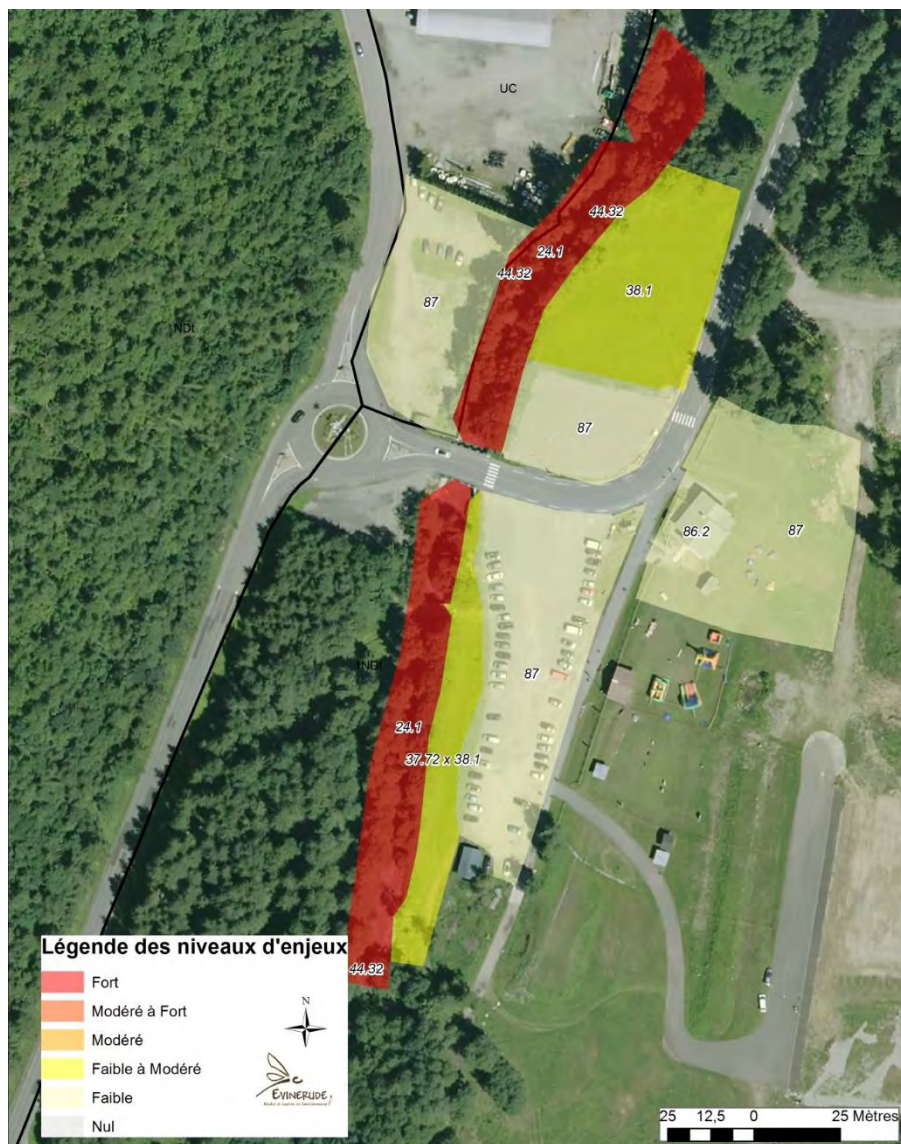 UC
44.32
24.1
44.32
38.1
87
NDt
87
86.2
87
87
24.1
37.72 x 38.1
44.32
Légende des niveaux d'enjeux
Fort
Modéré à Fort
Modéré
Faible à Modéré
Faible
Nul
N
EVINERUDE
25 12,5 0 25 Mètres